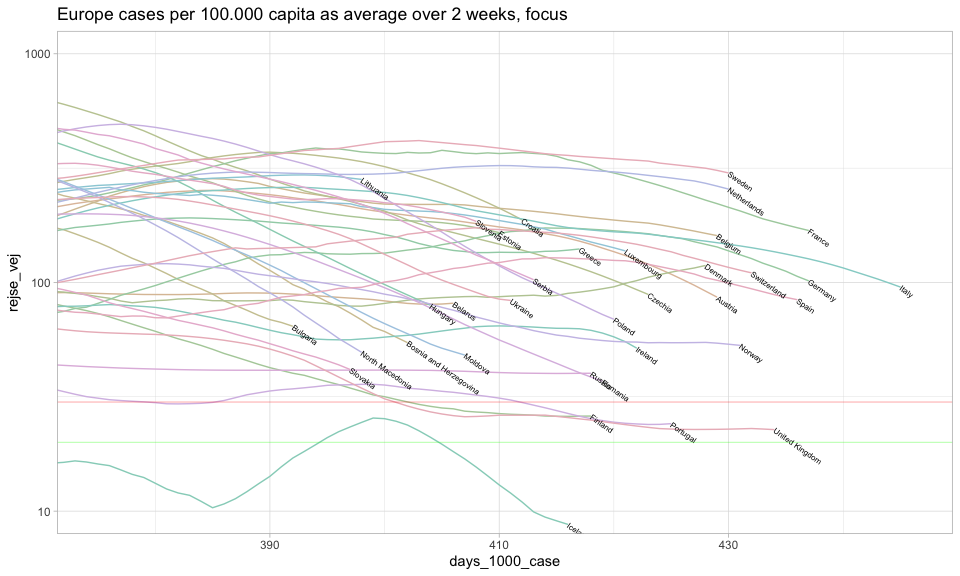 Europe cases per 100.000 capita as average over 2 weeks, focus
1000
100
10
rejse_vej
Lithuania
Sweden
Netherlands
France
Slovenia
Estonia
Croatia
Belgium
Greece
Luxembourg
Denmark
Switzerland
Germany
Italy
Serbia
Czechia
Austria
Spain
Hungary
Belarus
Ukraine
Poland
Bulgaria
Bosnia and Herzegovina
Moldova
Ireland
Norway
North Macedonia
Slovakia
Romania
Finland
Portugal
United Kingdom
390
410
430
days_1000_case